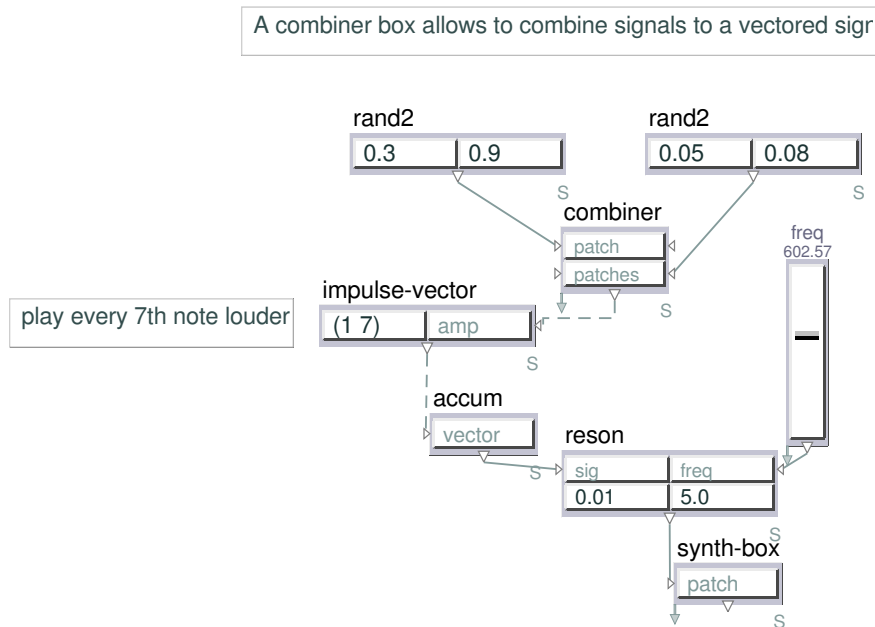 A combiner box allows to combine signals to a vectored
rand2
0.3 0.9
S
rand2
0.05 0.08
S
combiner
patch
patches
S
freq
602.57
impulse-vector
(1 7) amp
S
play every 7th note louder
accum
vector
S
reson
sig freq
0.01 5.0
S
synth-box
patch
S